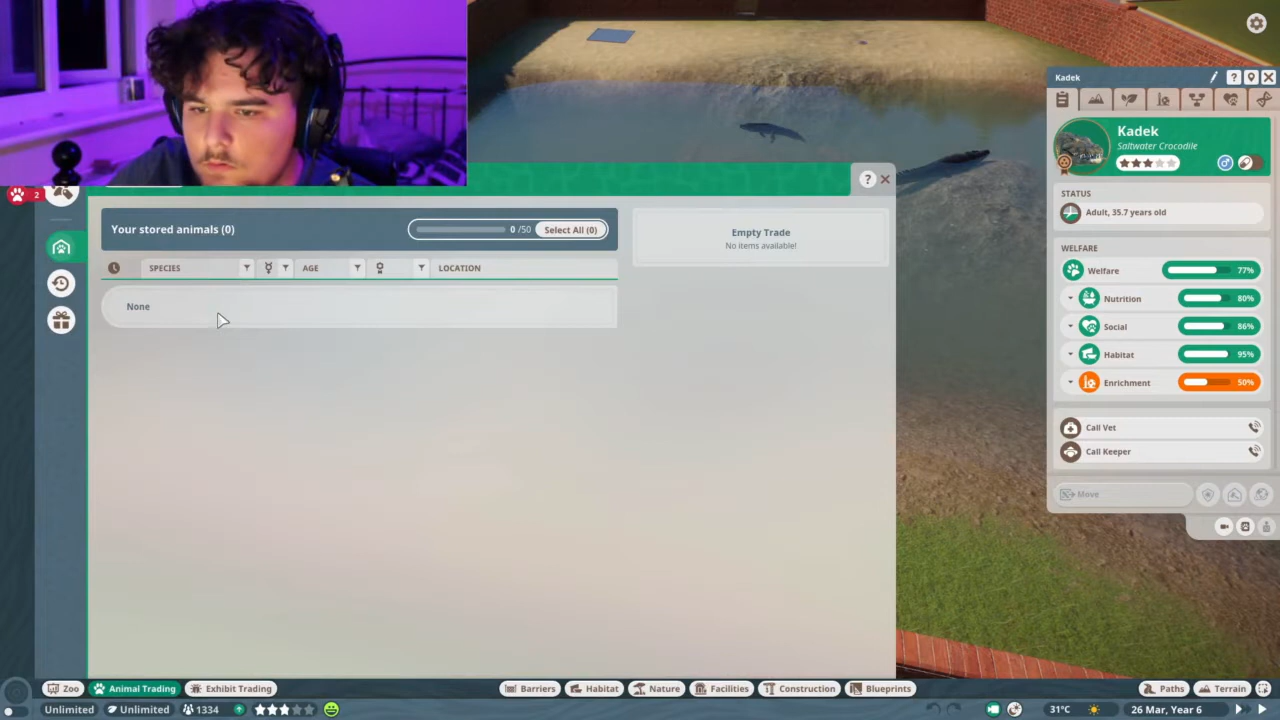 Kadek
?
Kadek
Saltwater Crocodile
STATUS
Adult, 35.7 years old
WELFARE
Welfare 77%
Nutrition 80%
Social 86%
Habitat 95%
Enrichment 50%
Call Vet
Call Keeper
Move
2
?
Your stored animals (0)
0 /50
Select All (0)
SPECIES AGE LOCATION
None
Empty Trade
No items available!
Zoo Animal Trading Exhibit Trading Barriers Habitat Nature Facilities Construction Blueprints Paths Terrain
Unlimited Unlimited 1334 31°C 26 Mar, Year 6